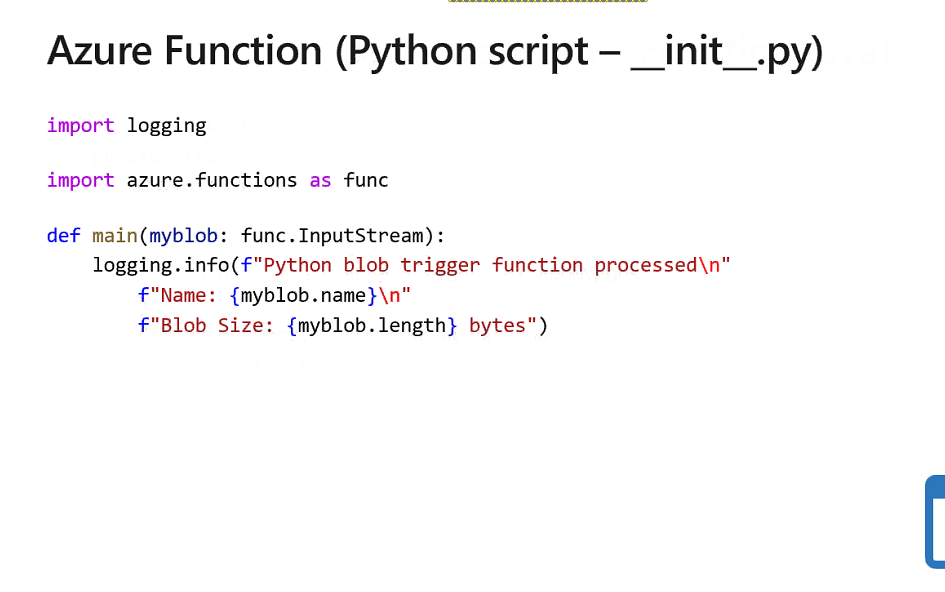 Azure Function (Python script – __init__.py)
import logging
import azure.functions as func
def main(myblob: func.InputStream):
    logging.info(f"Python blob trigger function processed\n"
        f"Name: {myblob.name}\n"
        f"Blob Size: {myblob.length} bytes")